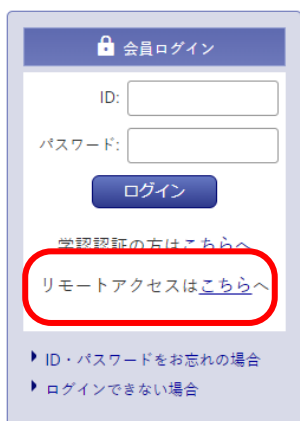 会員ログイン
ID:
パスワード:
ログイン
学認認証の方はこちらへ
リモートアクセスはこちらへ
ID・パスワードをお忘れの場合
ログインできない場合